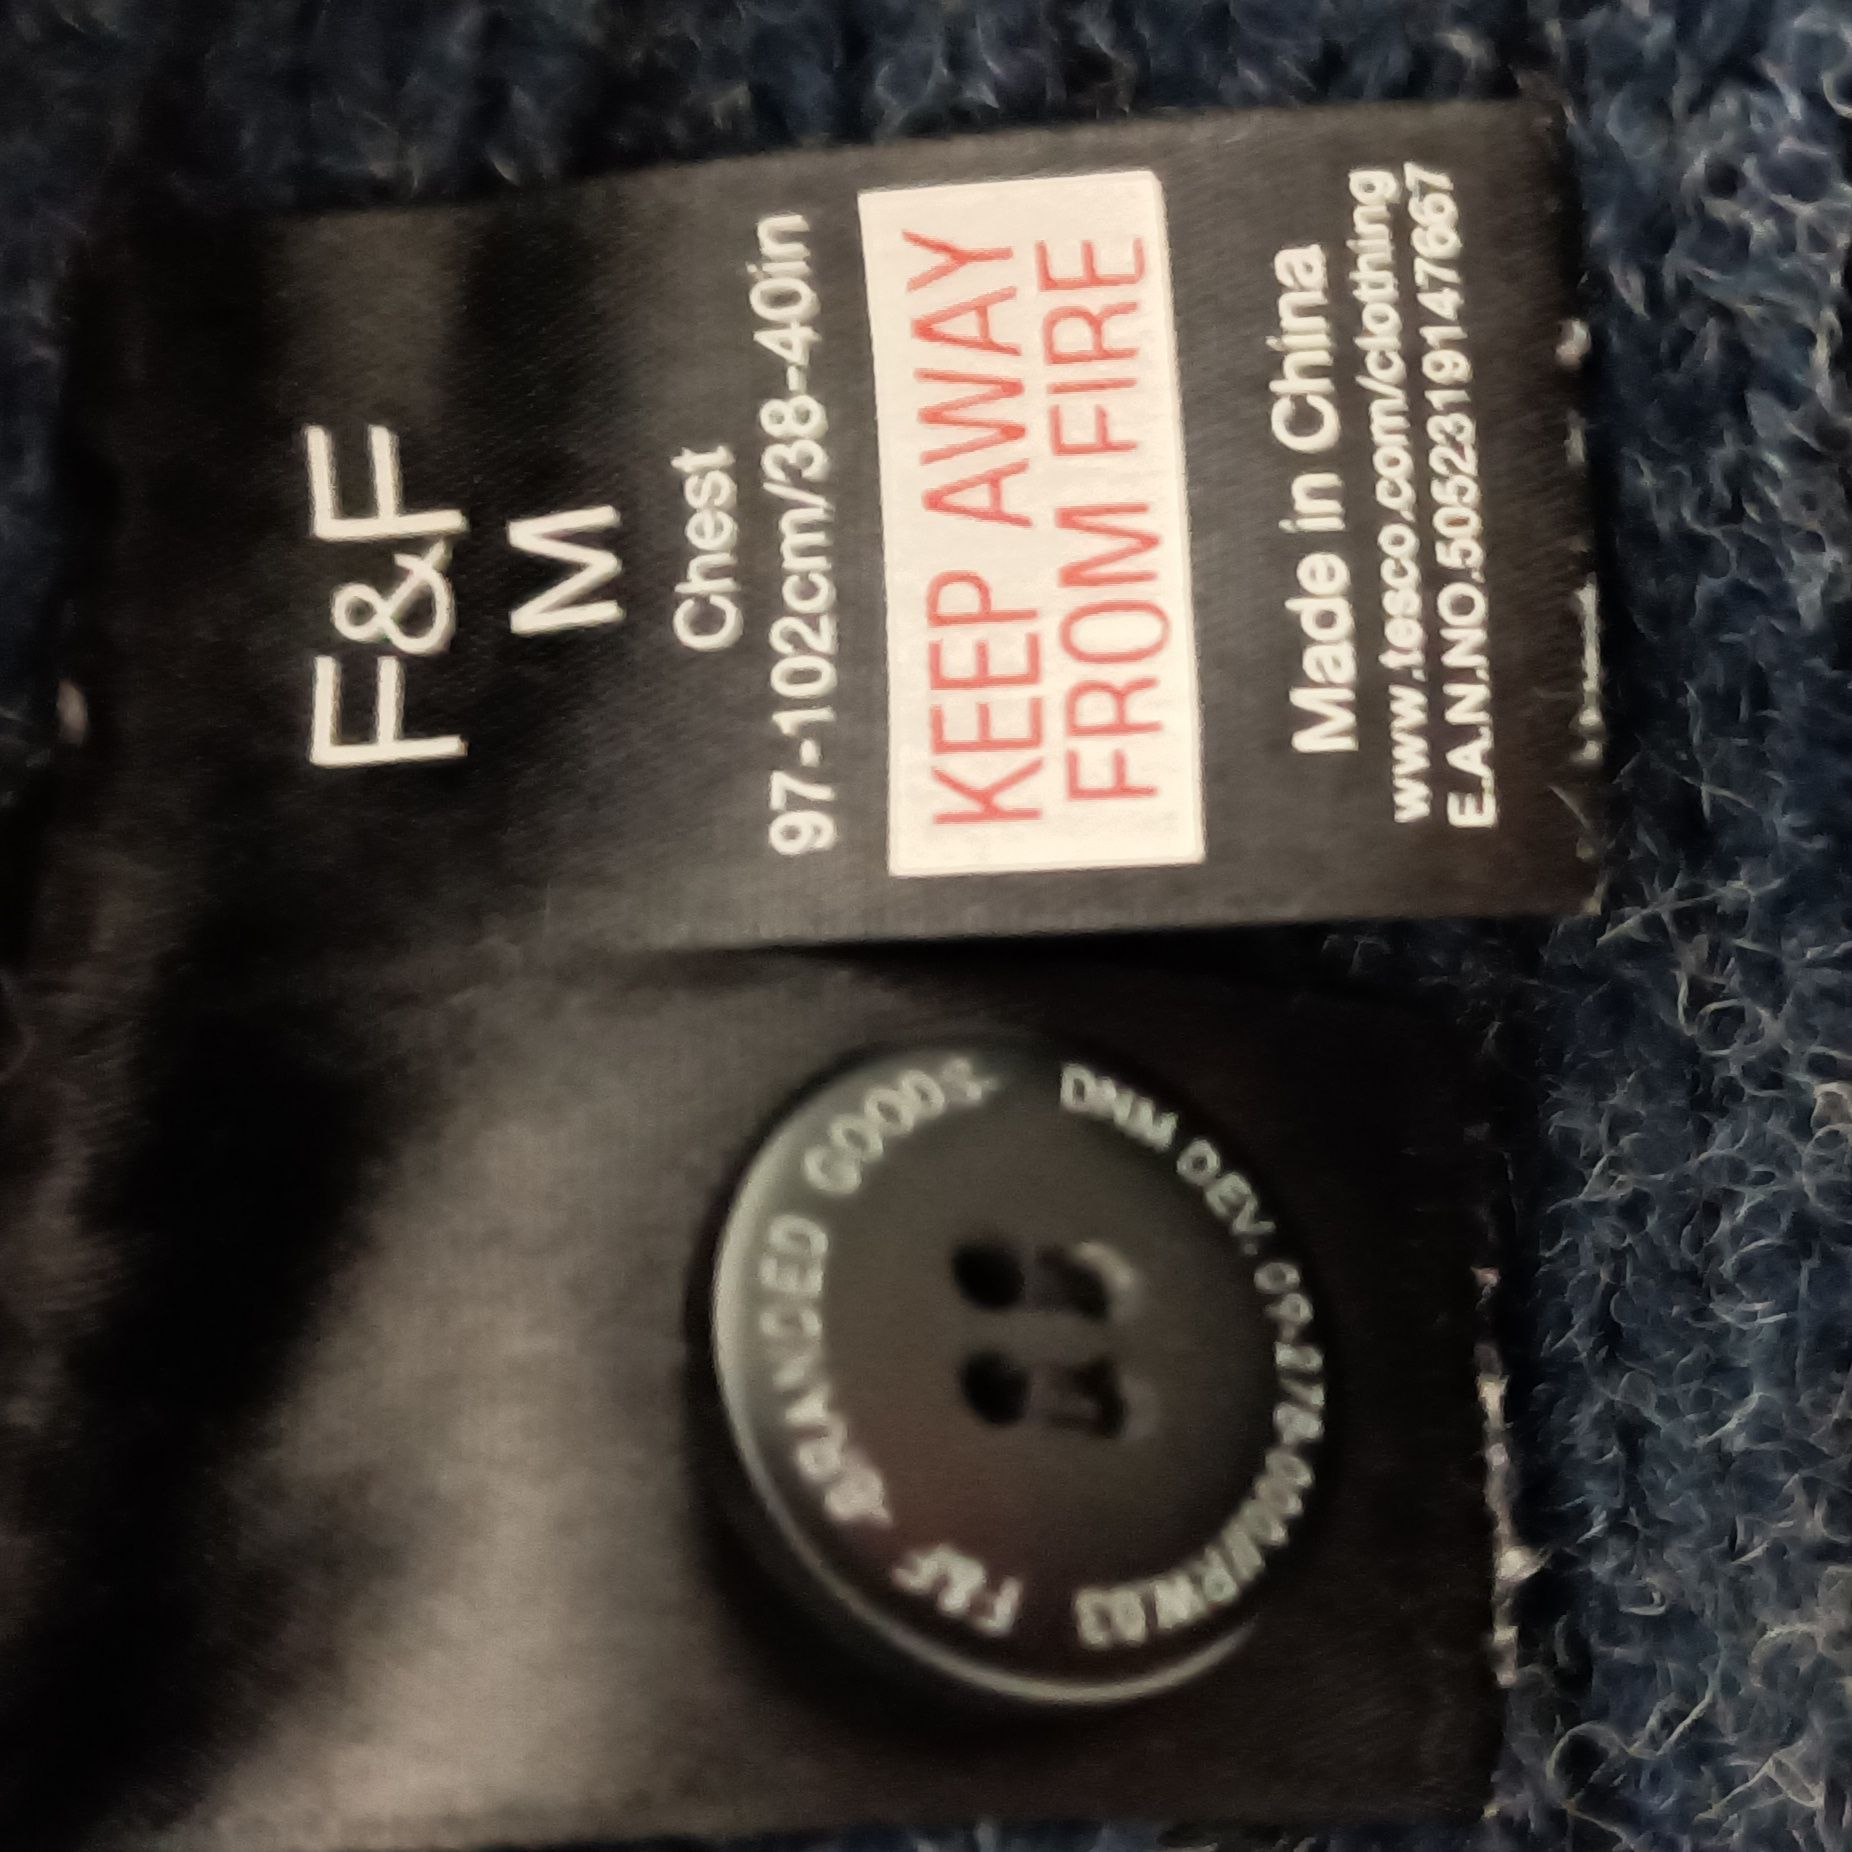 F&F
M
Chest
97-102cm/38-40in
KEEP AWAY
FROM FIRE
Made in China
www.tesco.com/clothing
E.A.N.NO.5052319147667
F&F BRANDED GOODS.
DNM DEV.